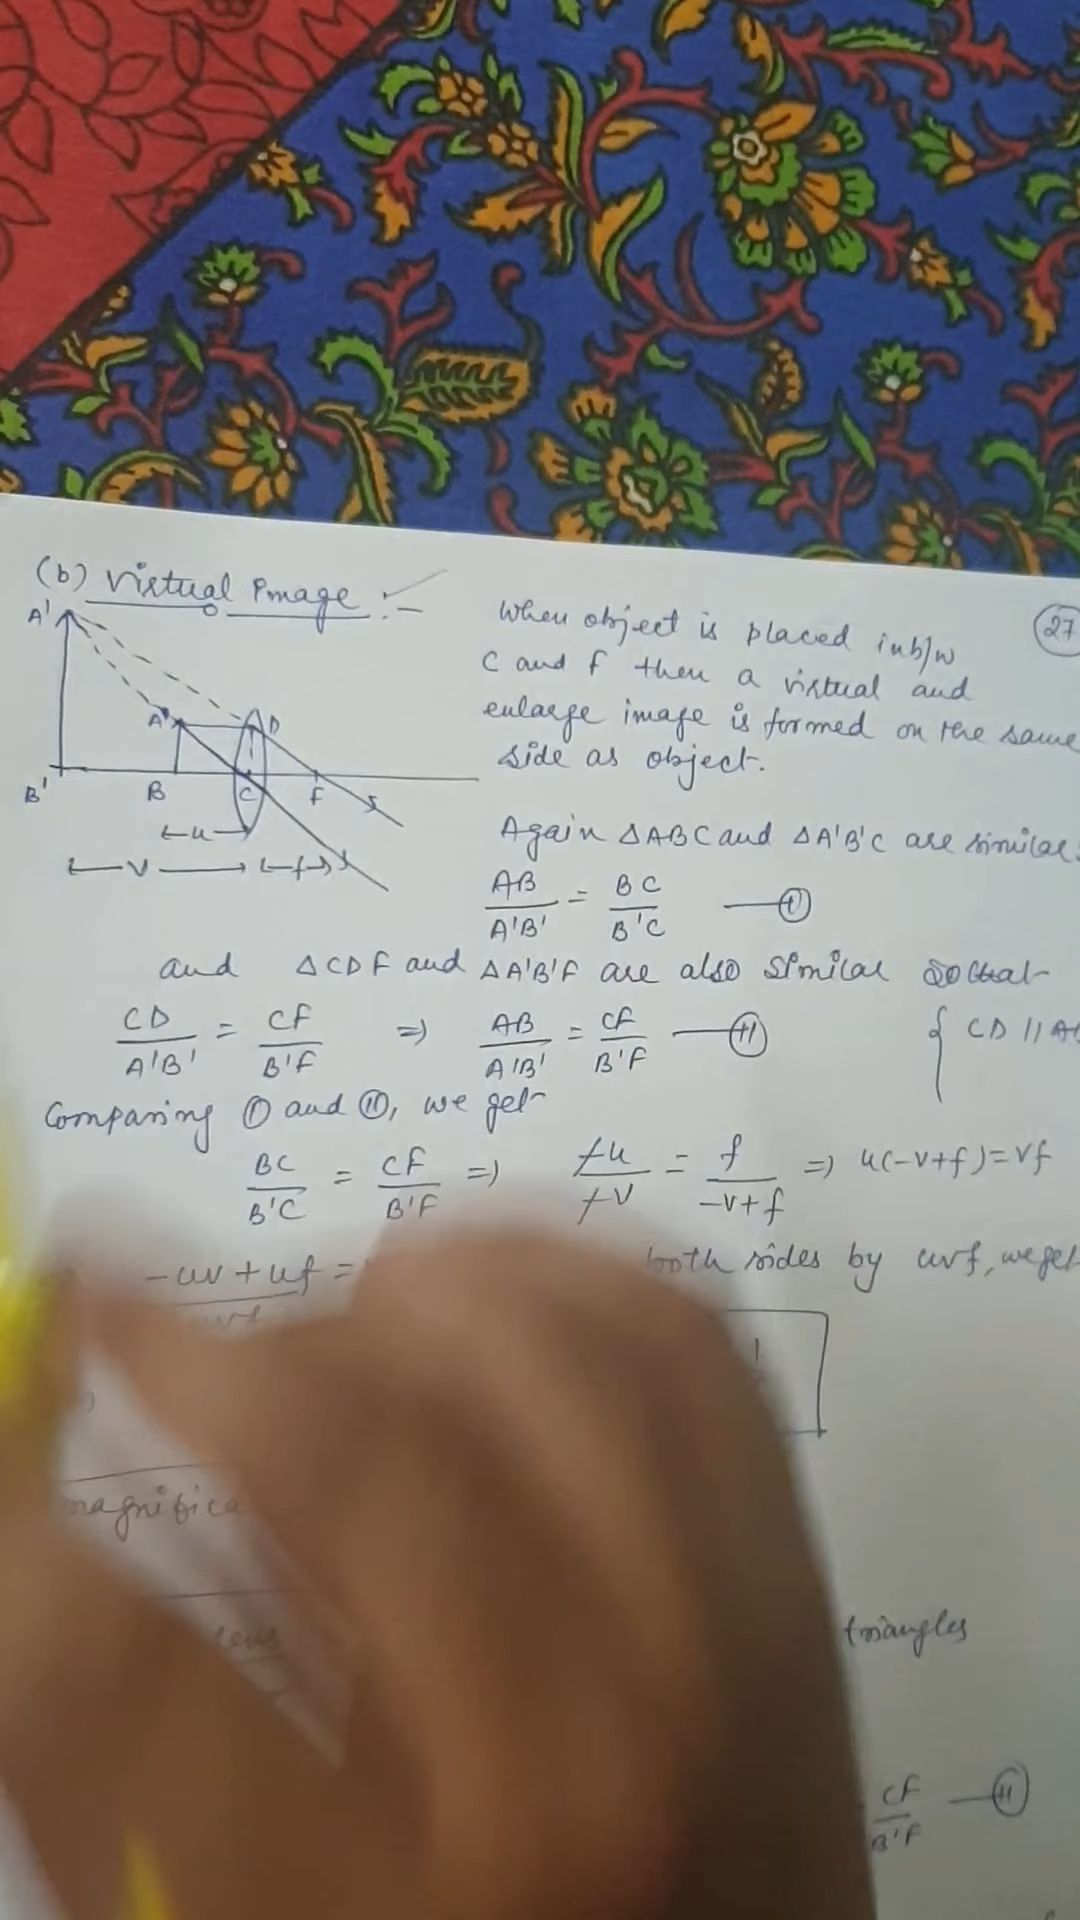 (b) Virtual Image :-
27
When object is placed inb/w
C and f then a virtual and
enlarge image is formed on the same
side as object.
A'
A
D
B'
B
C
F
u
v
f
Again ΔABC and ΔA'B'C are similar
AB/A'B' = BC/B'C —(I)
and ΔCDF and ΔA'B'F are also similar so that
CD/A'B' = CF/B'F ⇒ AB/A'B' = CF/B'F —(II)
{ CD //
Comparing (I) and (II), we get
BC/B'C = CF/B'F ⇒ -u/-v = f/-v+f ⇒ u(-v+f)=vf
-uv + uf =
both sides by uvf, we get
1
triangles
CF/B'F —(II)